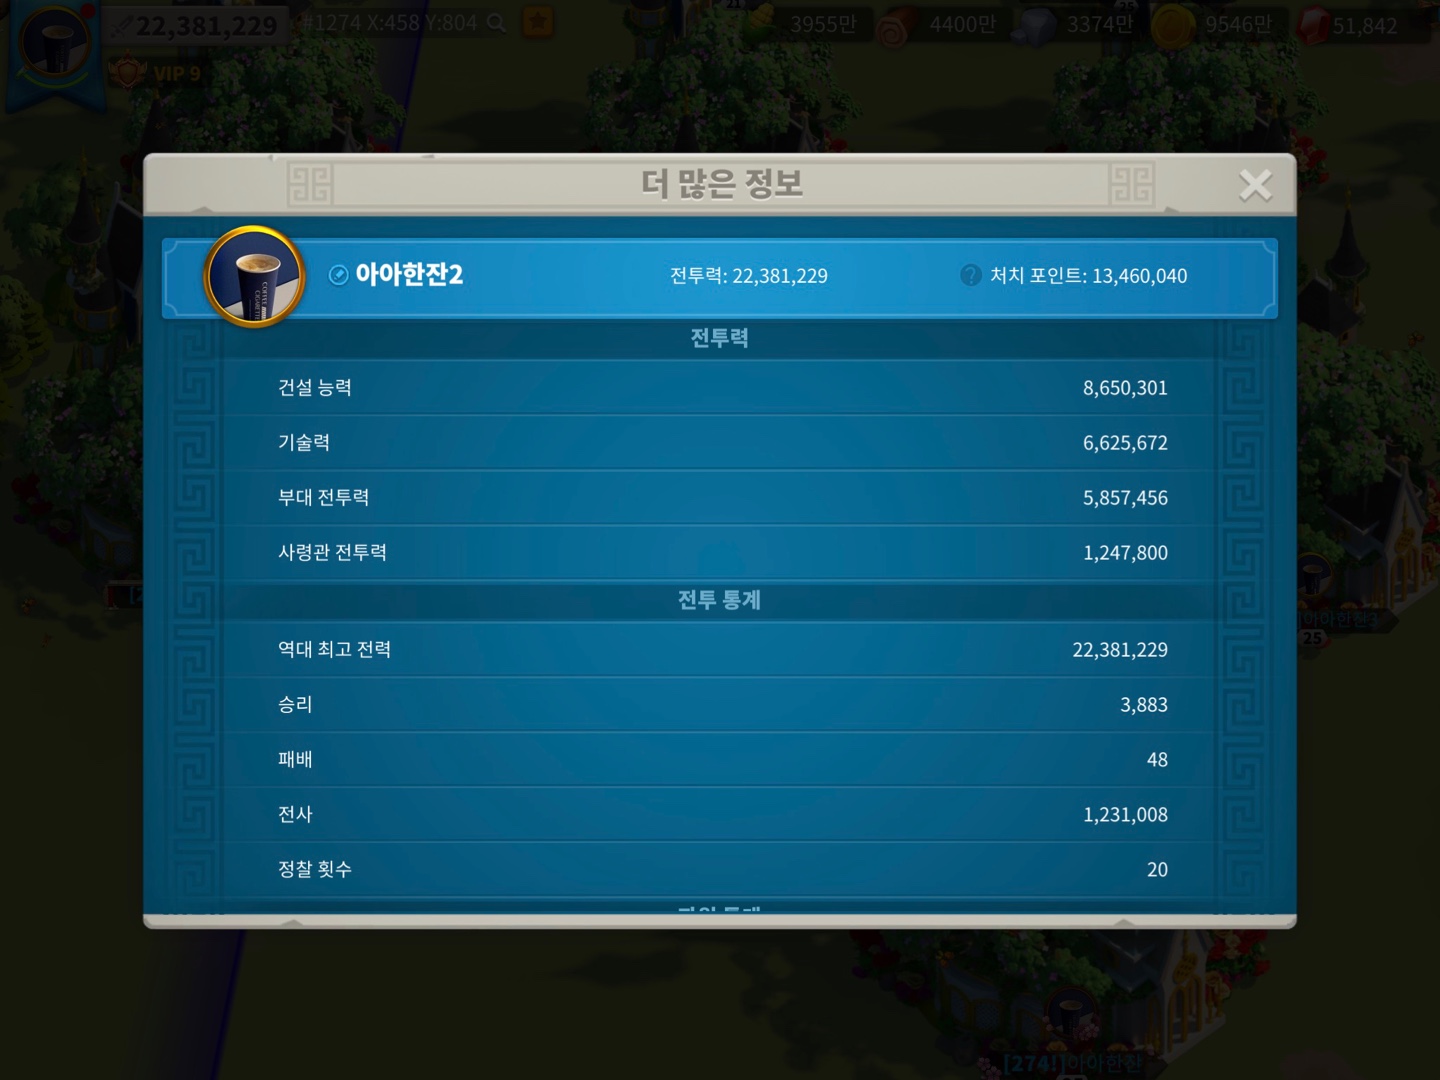 22,381,229
#1274 X:458 Y:804
3955만
4400만
3374만
9546만
51,842
VIP 9
더 많은 정보
아아한잔2
전투력: 22,381,229
? 처치 포인트: 13,460,040
전투력
건설 능력 8,650,301
기술력 6,625,672
부대 전투력 5,857,456
사령관 전투력 1,247,800
전투 통계
역대 최고 전력 22,381,229
승리 3,883
패배 48
전사 1,231,008
정찰 횟수 20
25
[274!]아아한잔